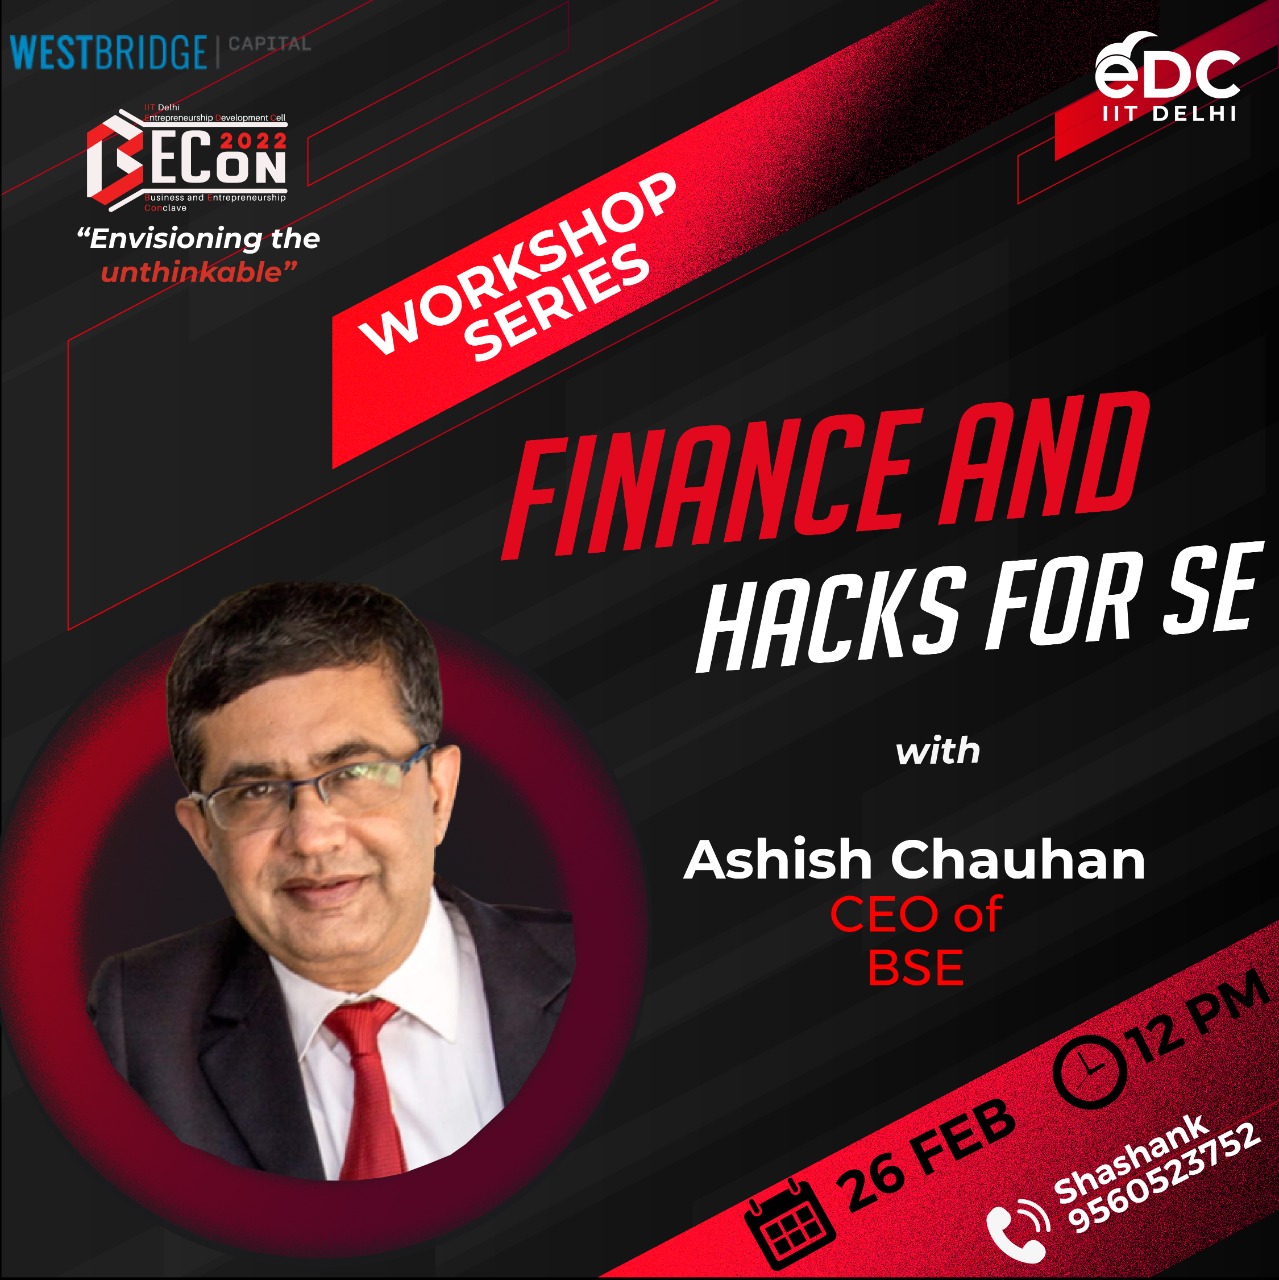 WESTBRIDGE | CAPITAL
eDC
IIT DELHI
IIT Delhi
Entrepreneurship Development Cell
BECon
2022
Business and Entrepreneurship
Conclave
“Envisioning the
unthinkable”
WORKSHOP
SERIES
FINANCE AND
HACKS FOR SE
with
Ashish Chauhan
CEO of
BSE
26 FEB
12 PM
Shashank
9560523752